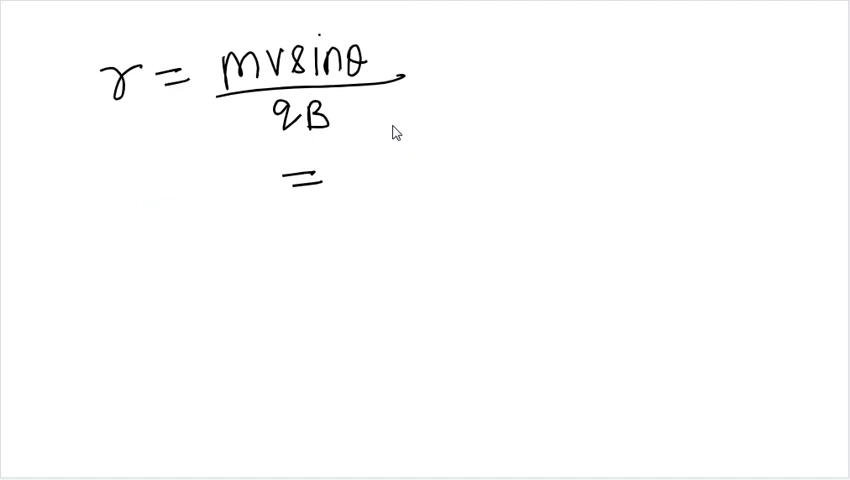 r = mvsinθ / qB
=